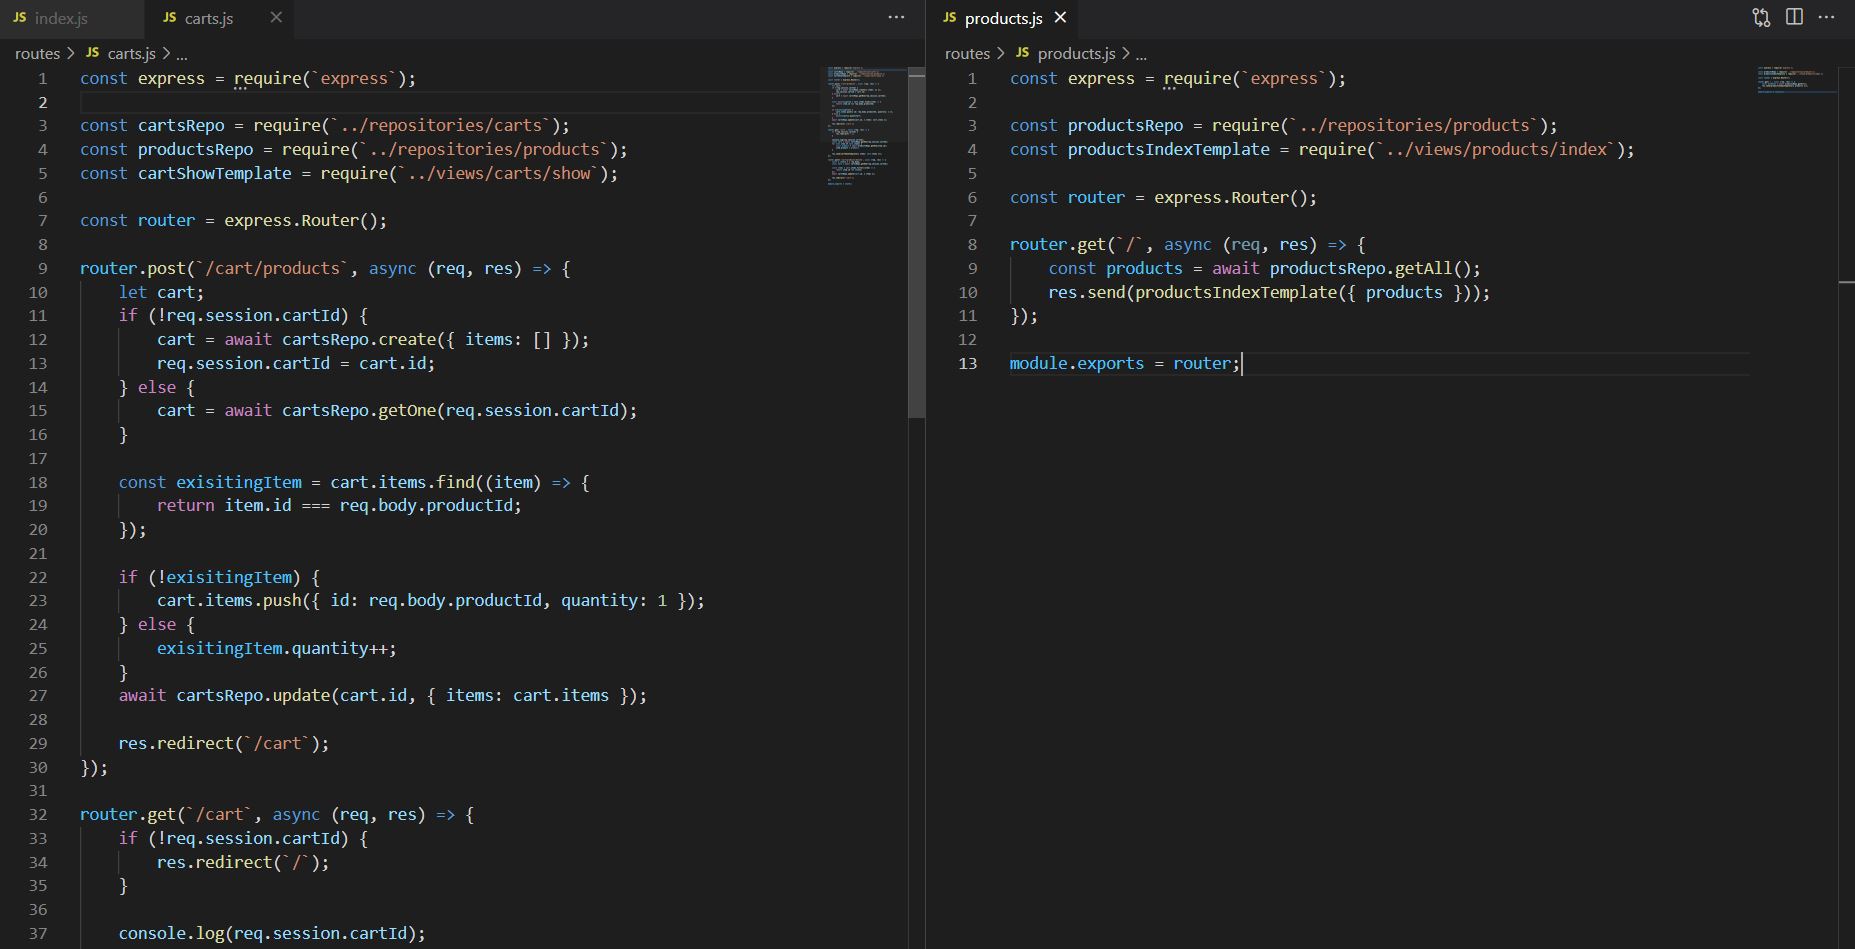 JS index.js
JS carts.js
routes > JS carts.js > ...
1 const express = require(`express`);
2
3 const cartsRepo = require(`../repositories/carts`);
4 const productsRepo = require(`../repositories/products`);
5 const cartShowTemplate = require(`../views/carts/show`);
6
7 const router = express.Router();
8
9 router.post(`/cart/products`, async (req, res) => {
10 let cart;
11 if (!req.session.cartId) {
12 cart = await cartsRepo.create({ items: [] });
13 req.session.cartId = cart.id;
14 } else {
15 cart = await cartsRepo.getOne(req.session.cartId);
16 }
17
18 const exisitingItem = cart.items.find((item) => {
19 return item.id === req.body.productId;
20 });
21
22 if (!exisitingItem) {
23 cart.items.push({ id: req.body.productId, quantity: 1 });
24 } else {
25 exisitingItem.quantity++;
26 }
27 await cartsRepo.update(cart.id, { items: cart.items });
28
29 res.redirect(`/cart`);
30 });
31
32 router.get(`/cart`, async (req, res) => {
33 if (!req.session.cartId) {
34 res.redirect(`/`);
35 }
36
37 console.log(req.session.cartId);
JS products.js
routes > JS products.js > ...
1 const express = require(`express`);
2
3 const productsRepo = require(`../repositories/products`);
4 const productsIndexTemplate = require(`../views/products/index`);
5
6 const router = express.Router();
7
8 router.get(`/`, async (req, res) => {
9 const products = await productsRepo.getAll();
10 res.send(productsIndexTemplate({ products }));
11 });
12
13 module.exports = router;